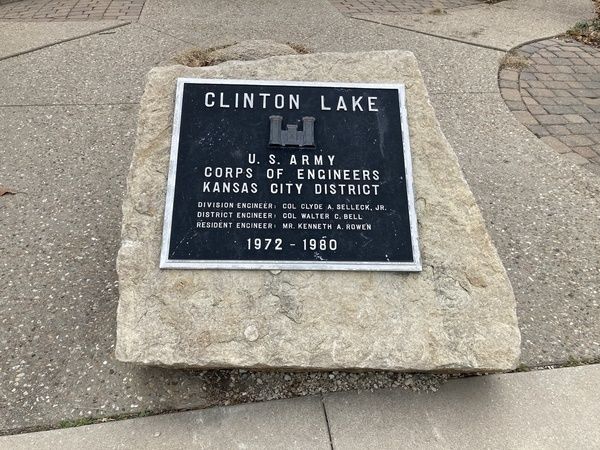 CLINTON LAKE
U.S. ARMY
CORPS OF ENGINEERS
KANSAS CITY DISTRICT
DIVISION ENGINEER: COL CLYDE A. SELLECK, JR.
DISTRICT ENGINEER: COL WALTER C. BELL
RESIDENT ENGINEER: MR. KENNETH A. ROWEN
1972 - 1980